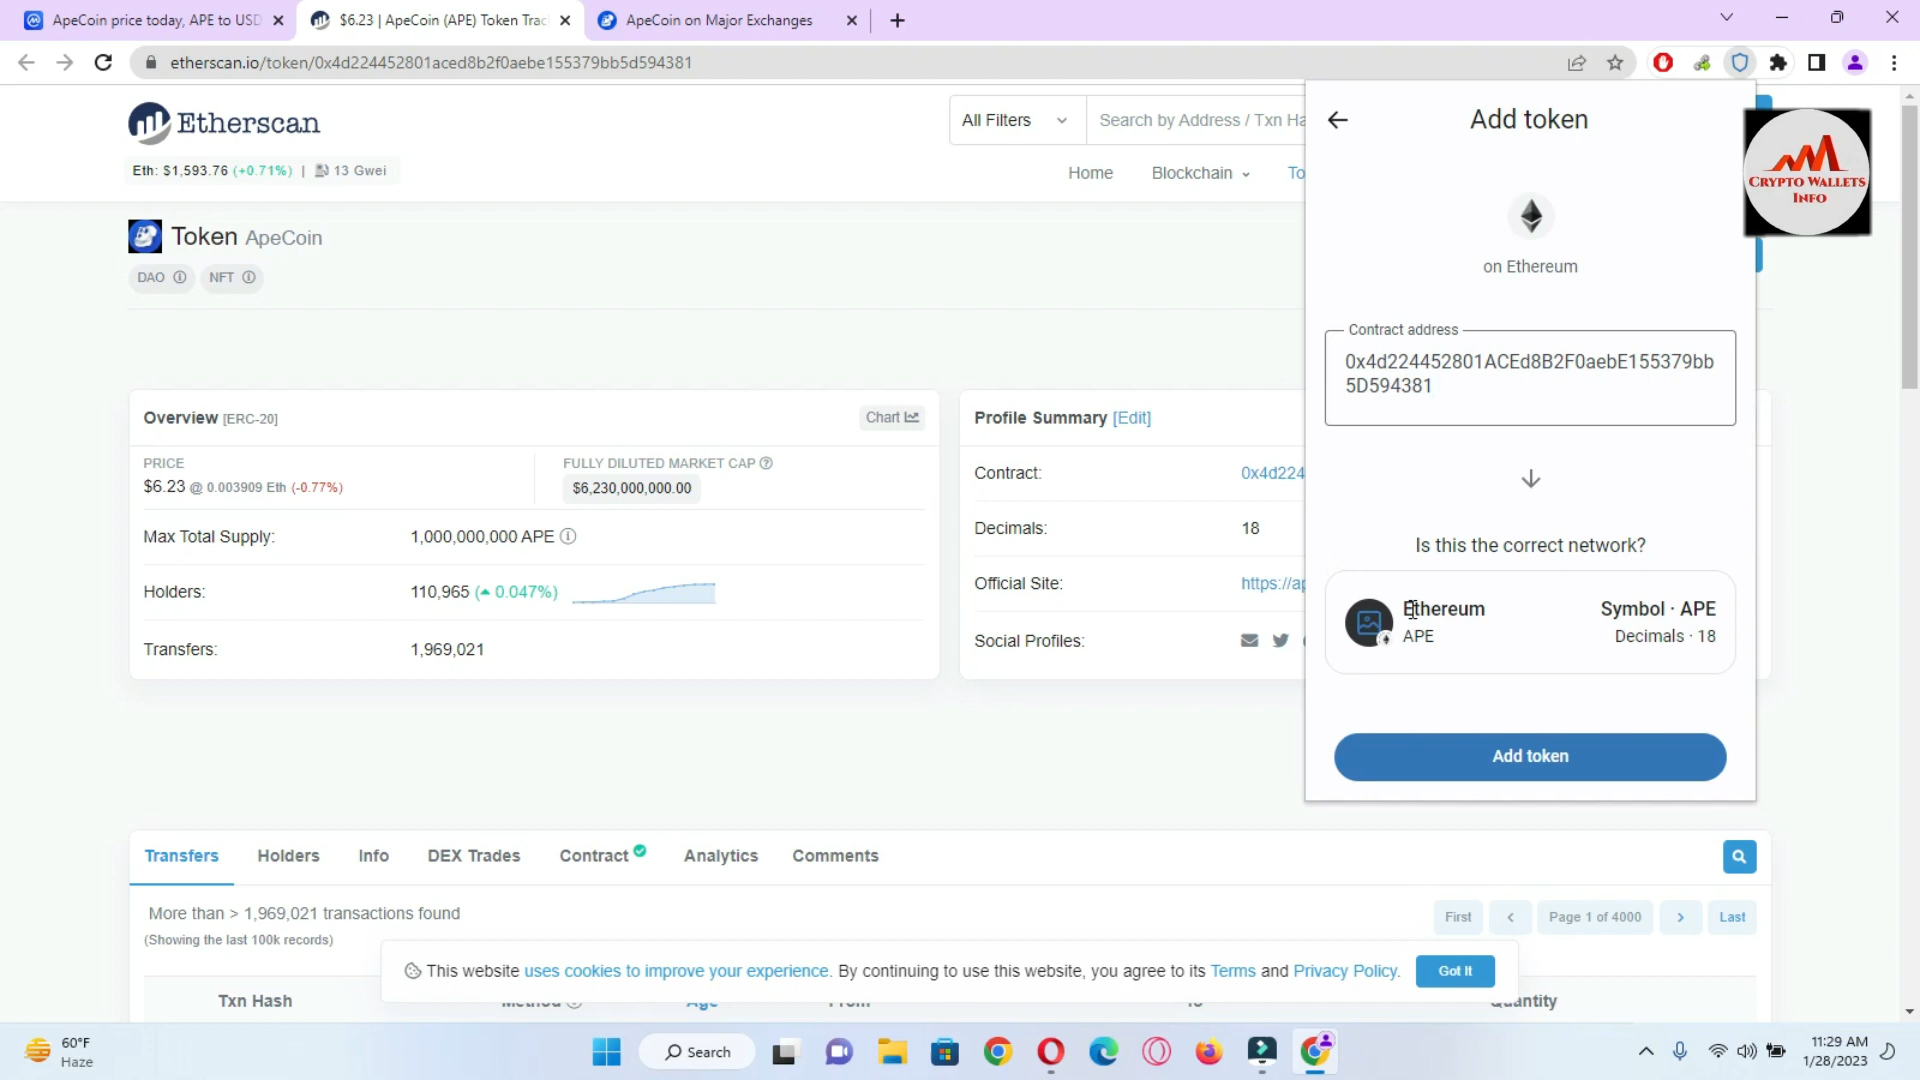 ApeCoin price today, APE to USD
$6.23 | ApeCoin (APE) Token Trac
ApeCoin on Major Exchanges
etherscan.io/token/0x4d224452801aced8b2f0aebe155379bb5d594381
Etherscan
All Filters
Search by Address / Txn Ha
Eth: $1,593.76 (+0.71%) | 13 Gwei
Home
Blockchain
To
Token ApeCoin
DAO
NFT
Overview [ERC-20]
Chart
PRICE
$6.23 @ 0.003909 Eth (-0.77%)
FULLY DILUTED MARKET CAP
$6,230,000,000.00
Max Total Supply:
1,000,000,000 APE
Holders:
110,965 (0.047%)
Transfers:
1,969,021
Profile Summary [Edit]
Contract:
0x4d224
Decimals:
18
Official Site:
https://ap
Social Profiles:
Add token
on Ethereum
Contract address
0x4d224452801ACEd8B2F0aebE155379bb
5D594381
Is this the correct network?
Ethereum
Symbol · APE
APE
Decimals · 18
Add token
CRYPTO WALLETS
INFO
Transfers
Holders
Info
DEX Trades
Contract
Analytics
Comments
More than > 1,969,021 transactions found
(Showing the last 100k records)
First
Page 1 of 4000
Last
This website uses cookies to improve your experience. By continuing to use this website, you agree to its Terms and Privacy Policy.
Got It
Txn Hash
Method
Age
From
Quantity
60°F
Haze
Search
11:29 AM
1/28/2023